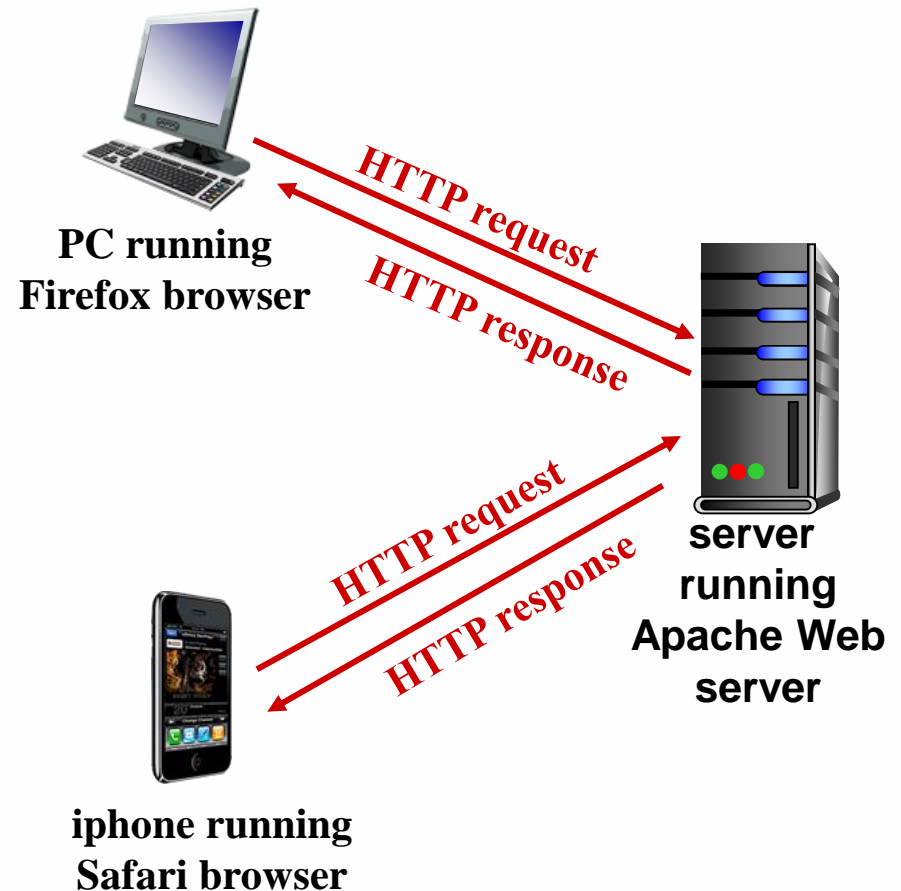 HTTP request
HTTP response
PC running
Firefox browser
HTTP request
HTTP response
server
running
Apache Web
server
iphone running
Safari browser